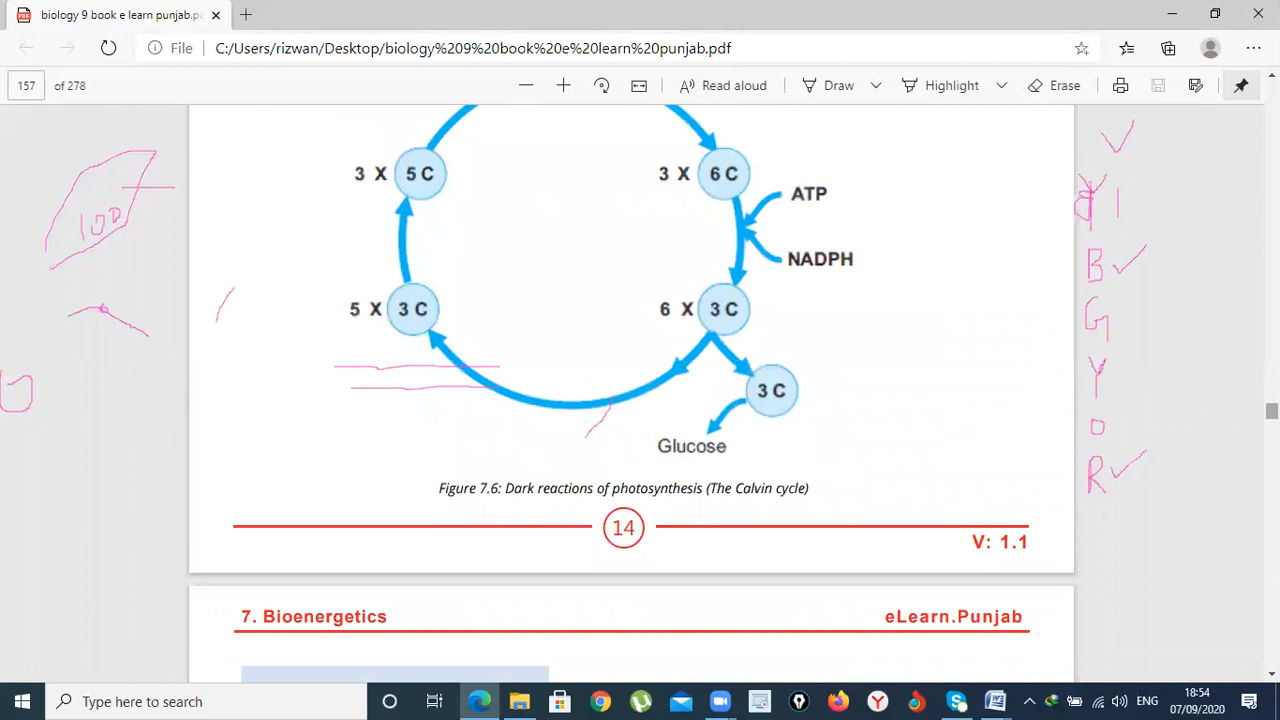 biology 9 book e learn punjab.pd
File C:/Users/rizwan/Desktop/biology%209%20book%20e%20learn%20punjab.pdf
157 of 278 Read aloud Draw Highlight Erase
3 X 5 C 3 X 6 C
ATP
NADPH
5 X 3 C 6 X 3 C
3 C
Glucose
Figure 7.6: Dark reactions of photosynthesis (The Calvin cycle)
14
V: 1.1
7. Bioenergetics eLearn.Punjab
100
V
I
B
G
Y
O
R
Type here to search
ENG 18:54
07/09/2020